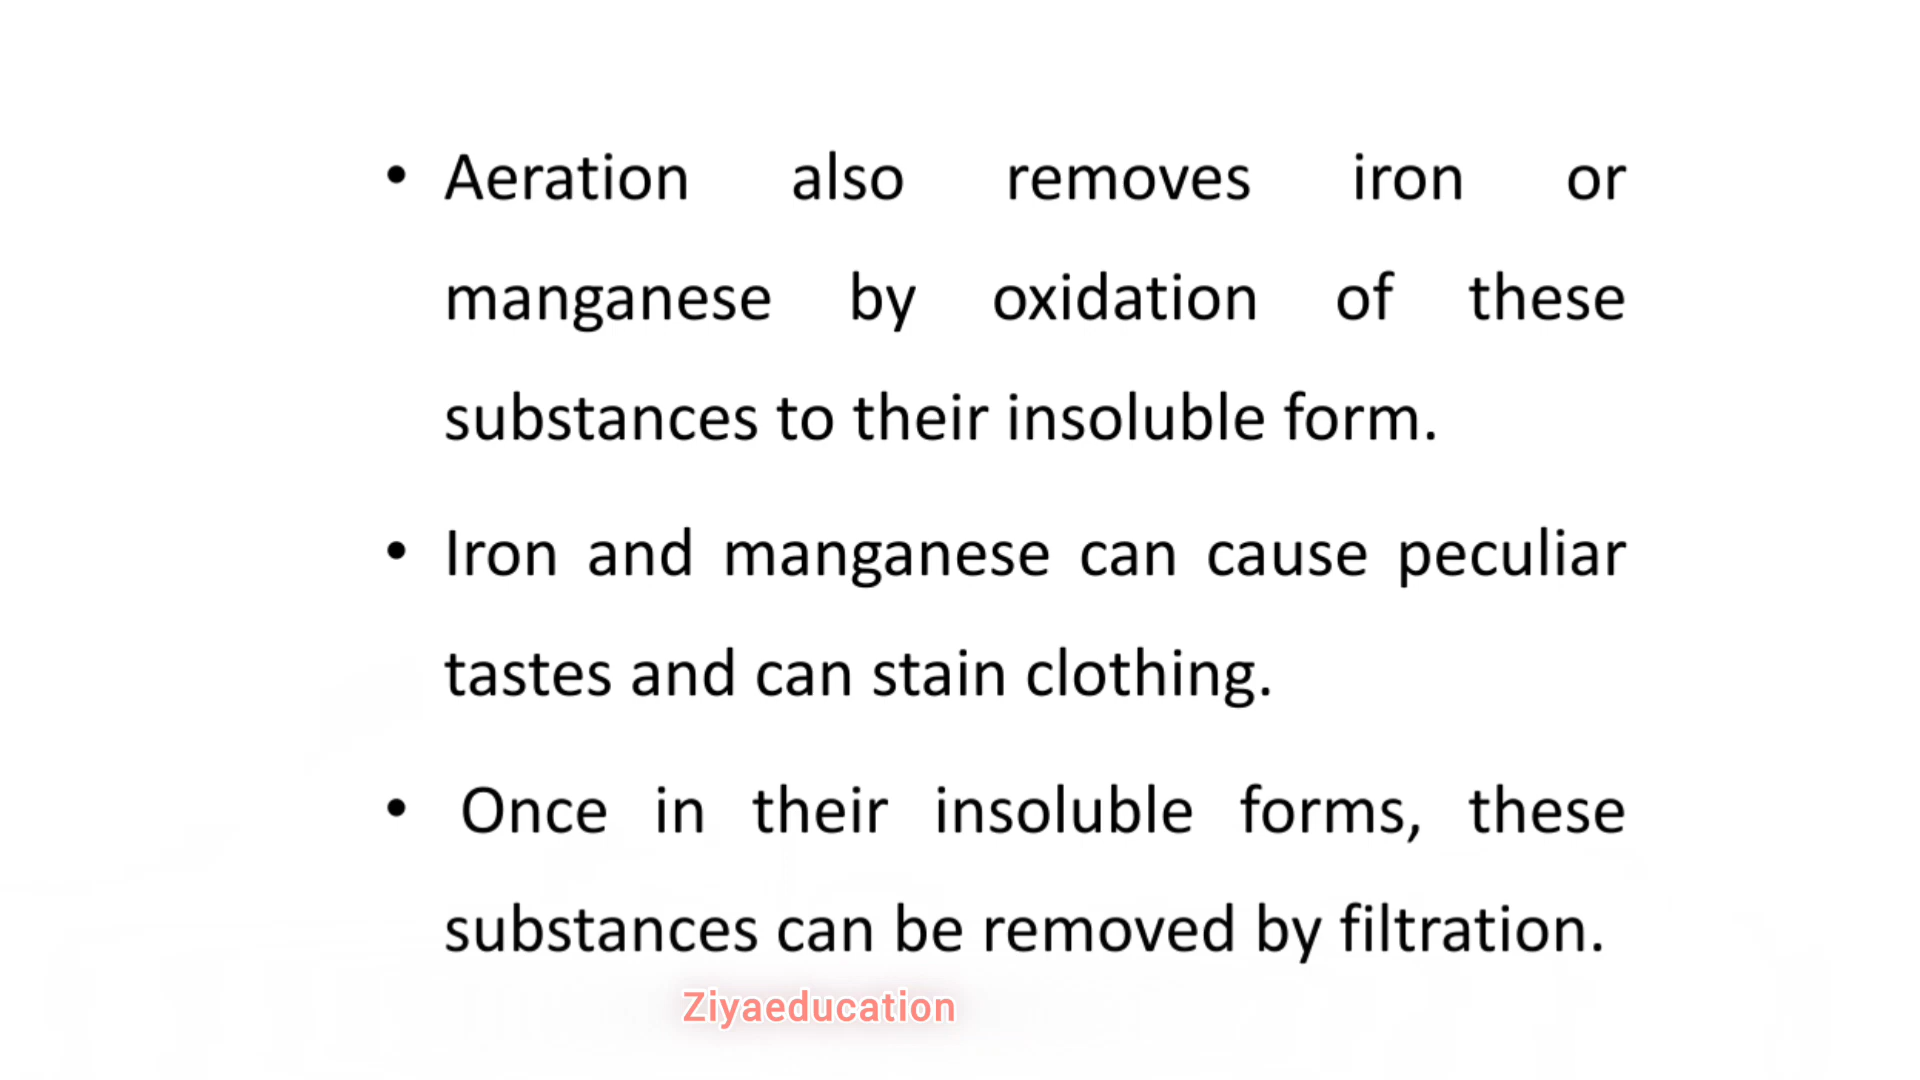 • Aeration also removes iron or
manganese by oxidation of these
substances to their insoluble form.
• Iron and manganese can cause peculiar
tastes and can stain clothing.
• Once in their insoluble forms, these
substances can be removed by filtration.
Ziyaeducation